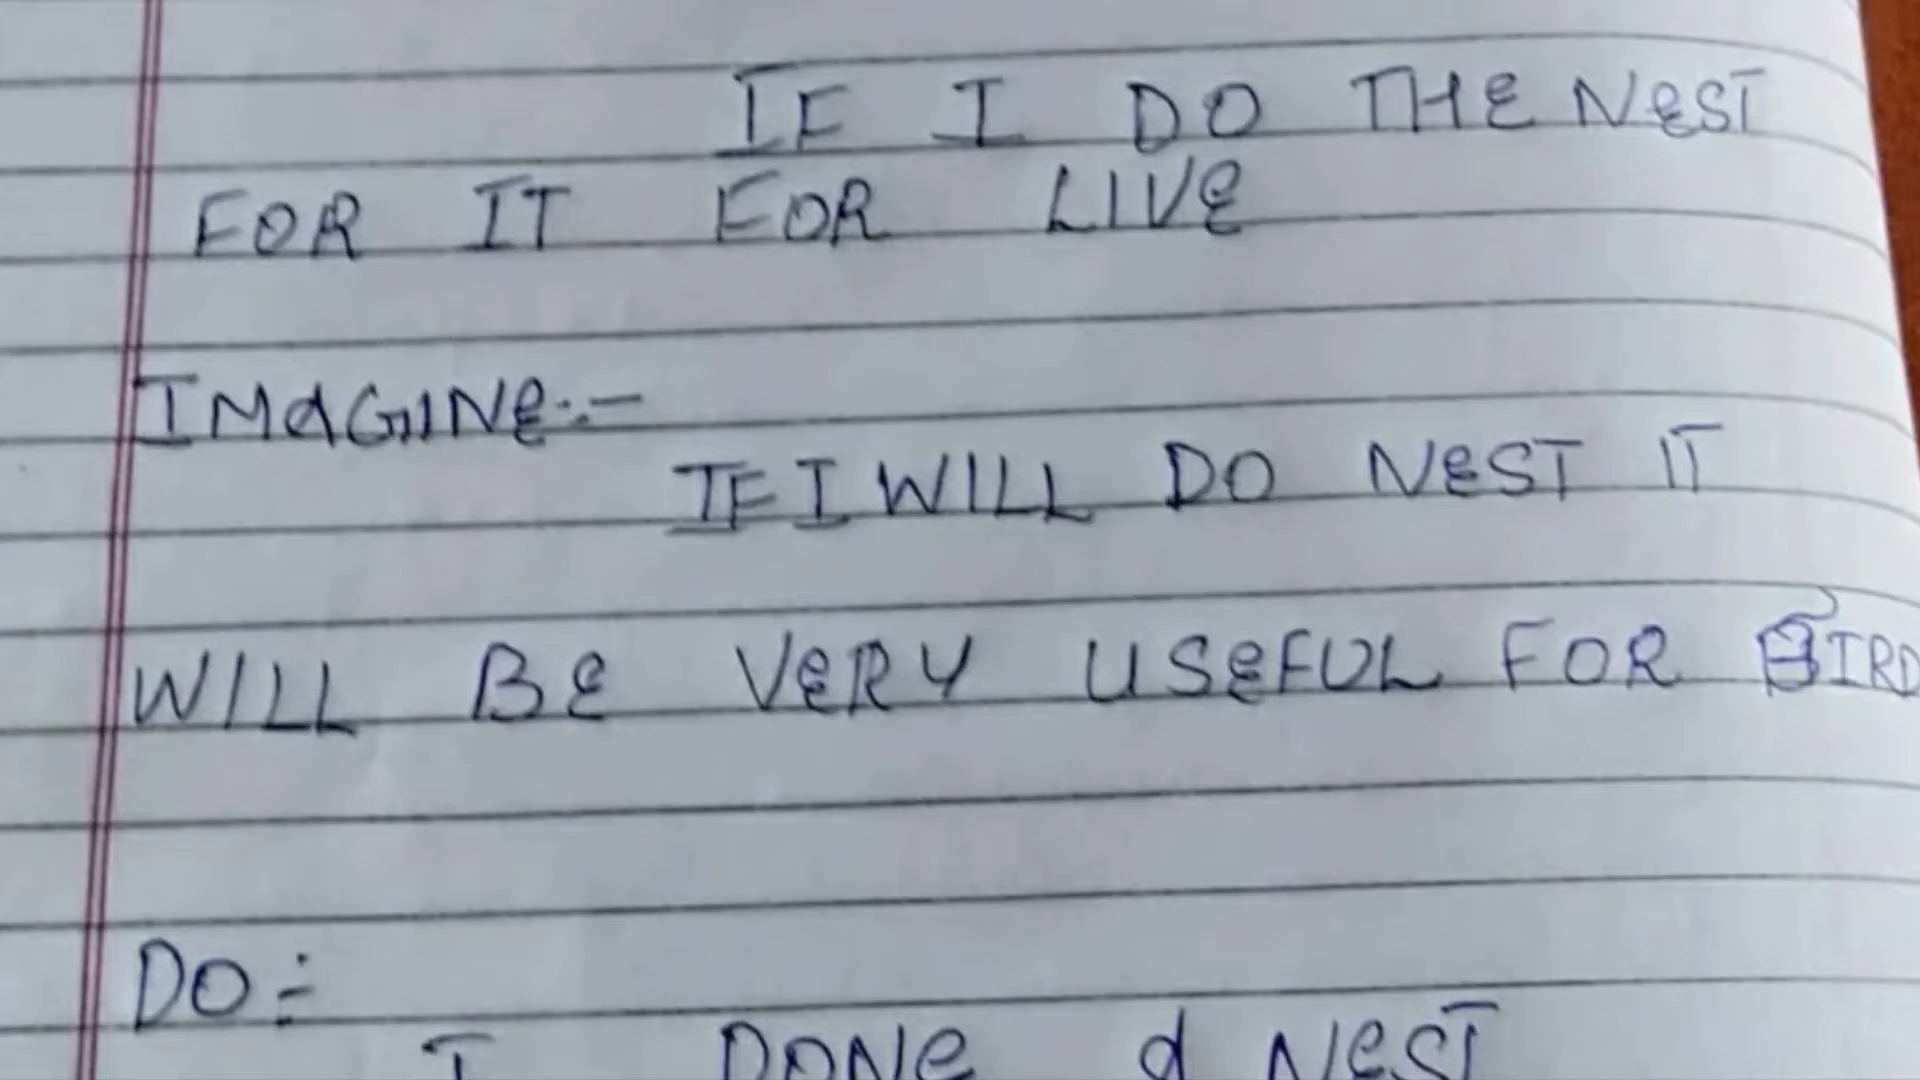 IF I DO THE NEST
FOR IT FOR LIVE
IMAGINE:-
IF I WILL DO NEST IT
WILL BE VERY USEFUL FOR BIRD
DO :-
I DONE a NEST